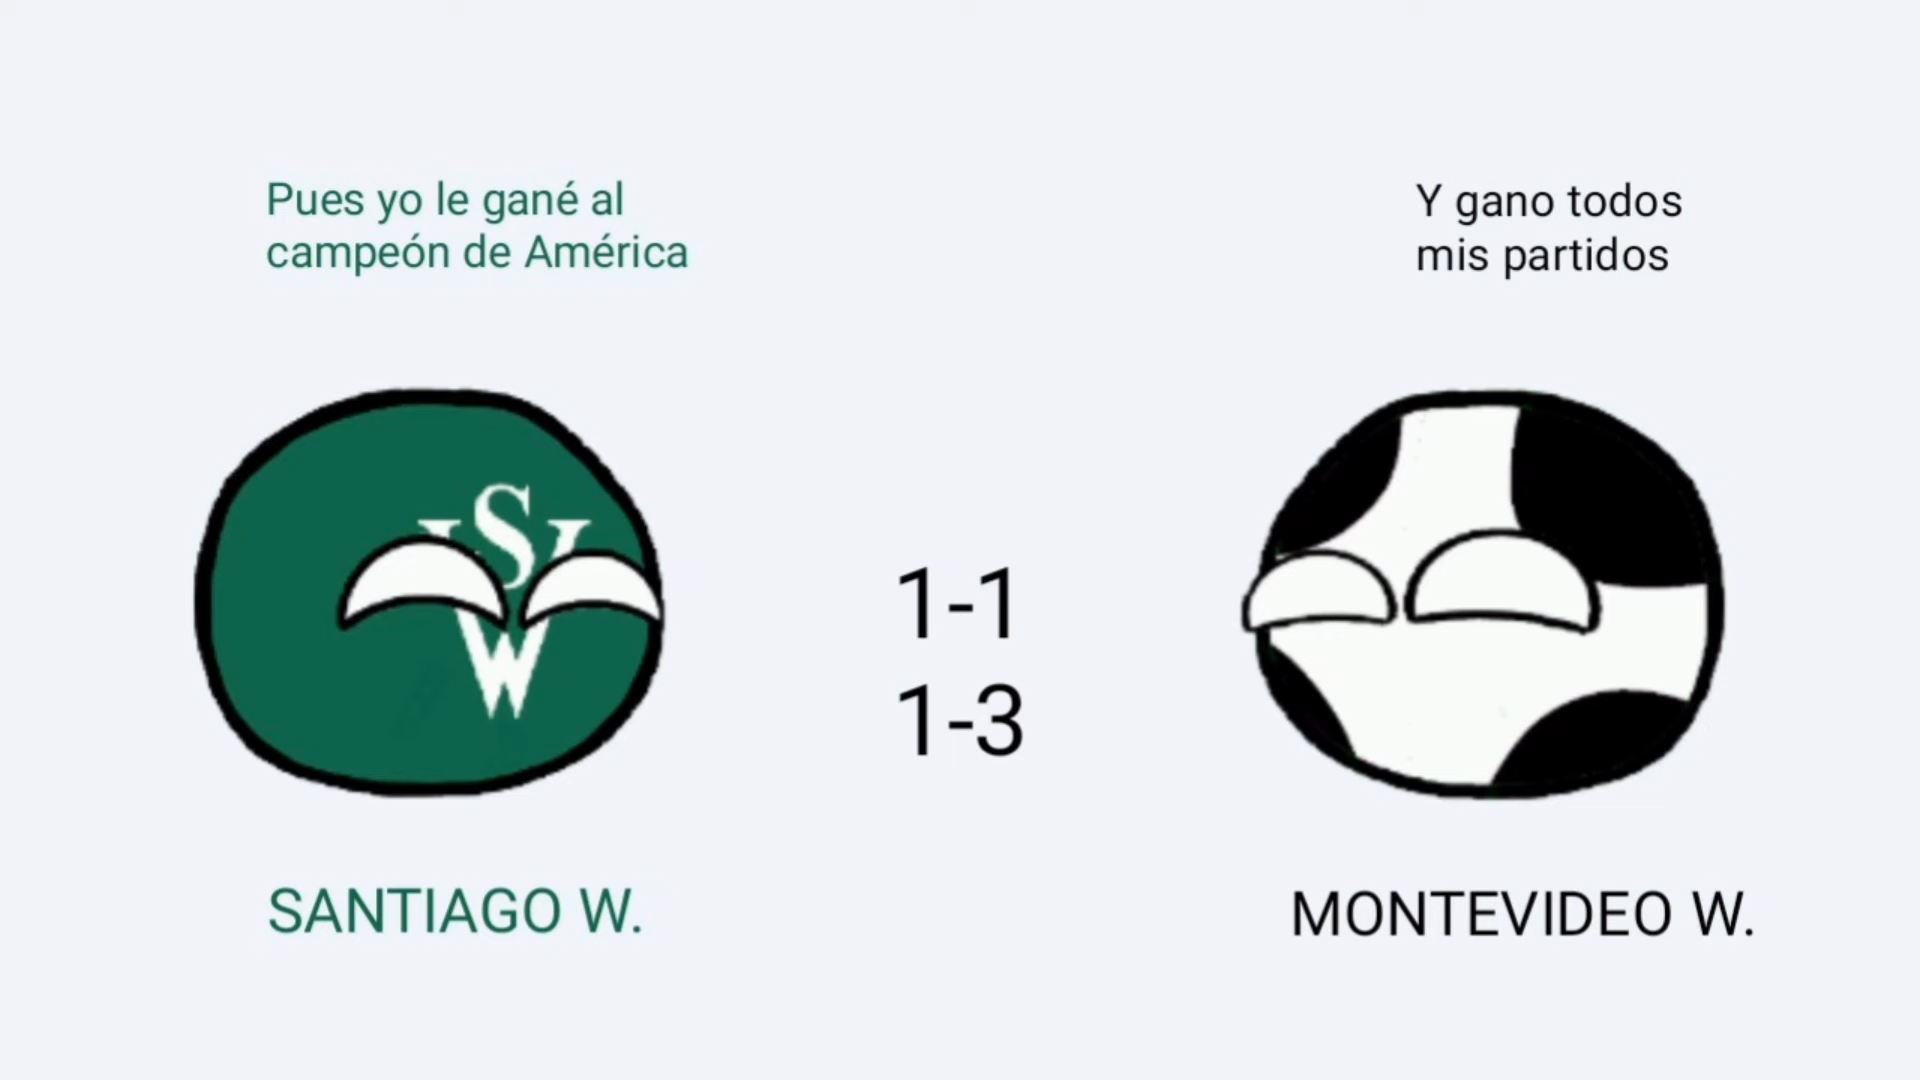 Pues yo le gané al
campeón de América
Y gano todos
mis partidos
SW
W
1-1
1-3
SANTIAGO W.
MONTEVIDEO W.